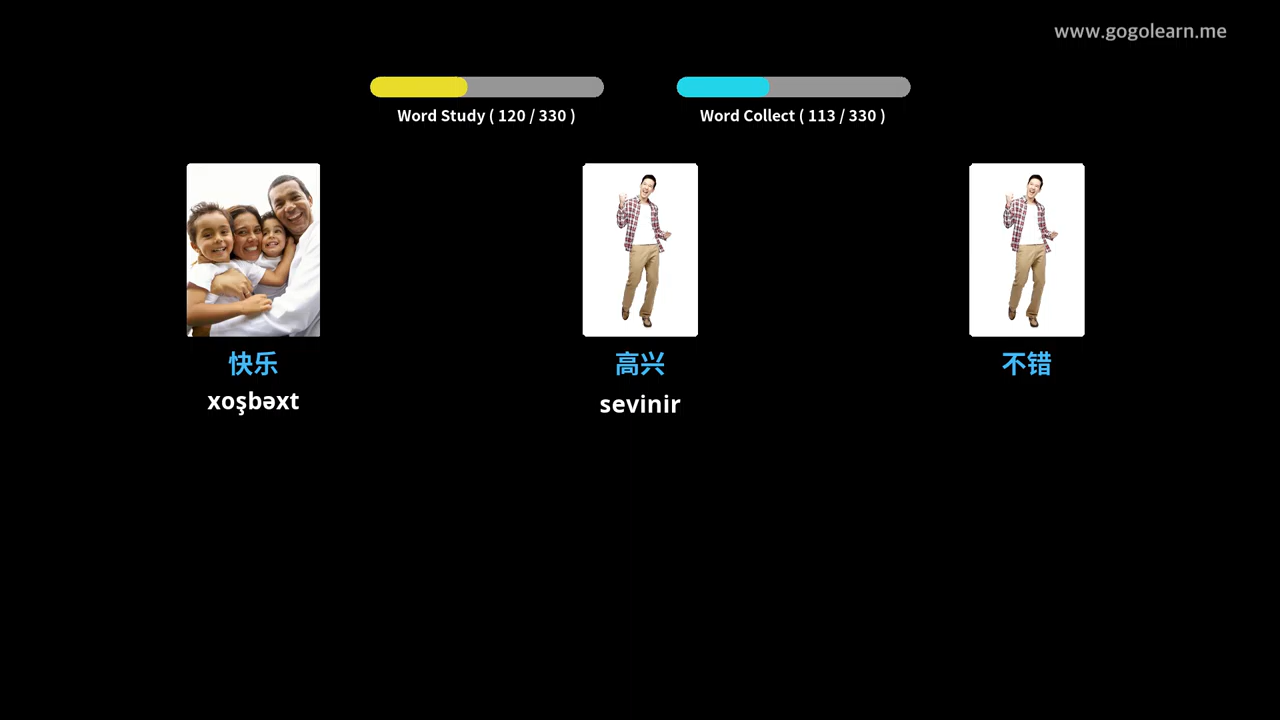 www.gogolearn.me
Word Study ( 120 / 330 )
Word Collect ( 113 / 330 )
快乐
高兴
不错
xoşbəxt
sevinir